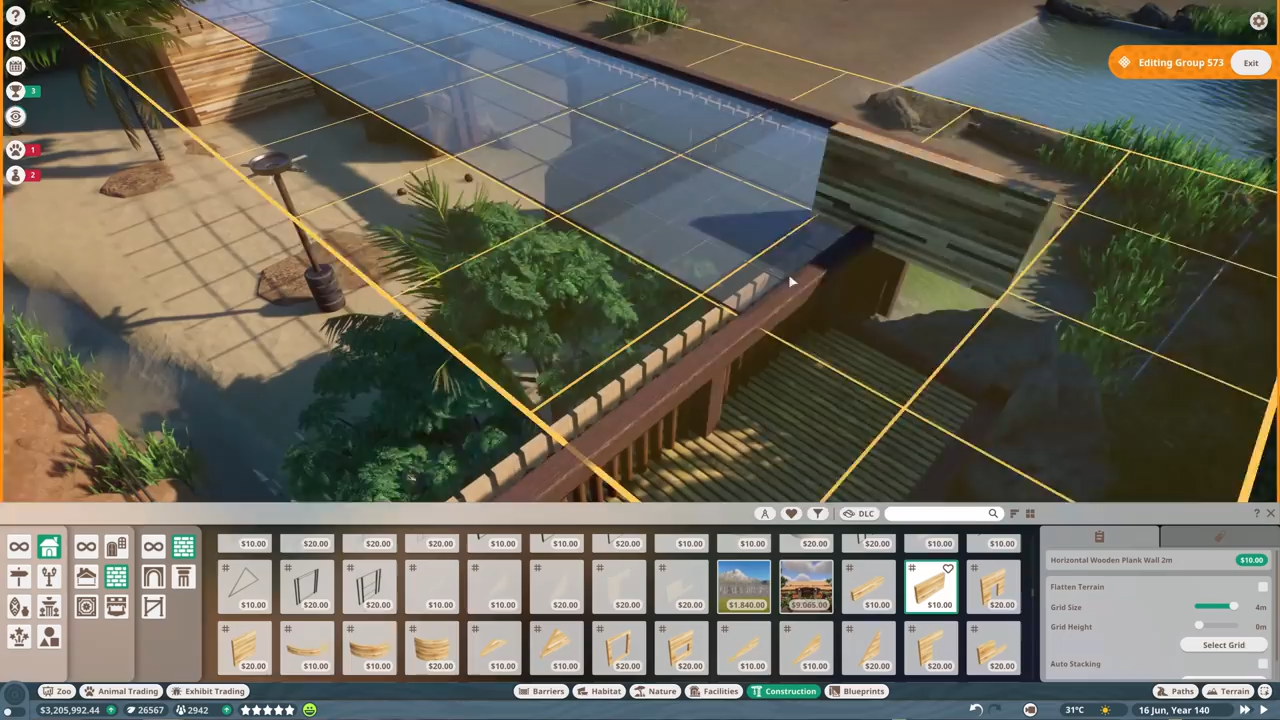 ?
Editing Group 573 Exit
3
1
2
DLC
? ×
$10.00 $20.00 $20.00 $20.00 $10.00 $20.00 $20.00 $10.00 $10.00 $10.00 $20.00 $10.00 $10.00
$10.00 $20.00 $20.00 $10.00 $10.00 $20.00 $20.00 $20.00 $1,840.00 $9,065.00 $10.00 $10.00 $20.00
$20.00 $10.00 $10.00 $20.00 $10.00 $10.00 $20.00 $20.00 $10.00 $10.00 $20.00 $20.00 $20.00
Horizontal Wooden Plank Wall 2m $10.00
Flatten Terrain
Grid Size 4m
Grid Height 0m
Select Grid
Auto Stacking
Zoo Animal Trading Exhibit Trading Barriers Habitat Nature Facilities Construction Blueprints Paths Terrain
$3,205,992.44 26567 2942 31°C 16 Jun, Year 140